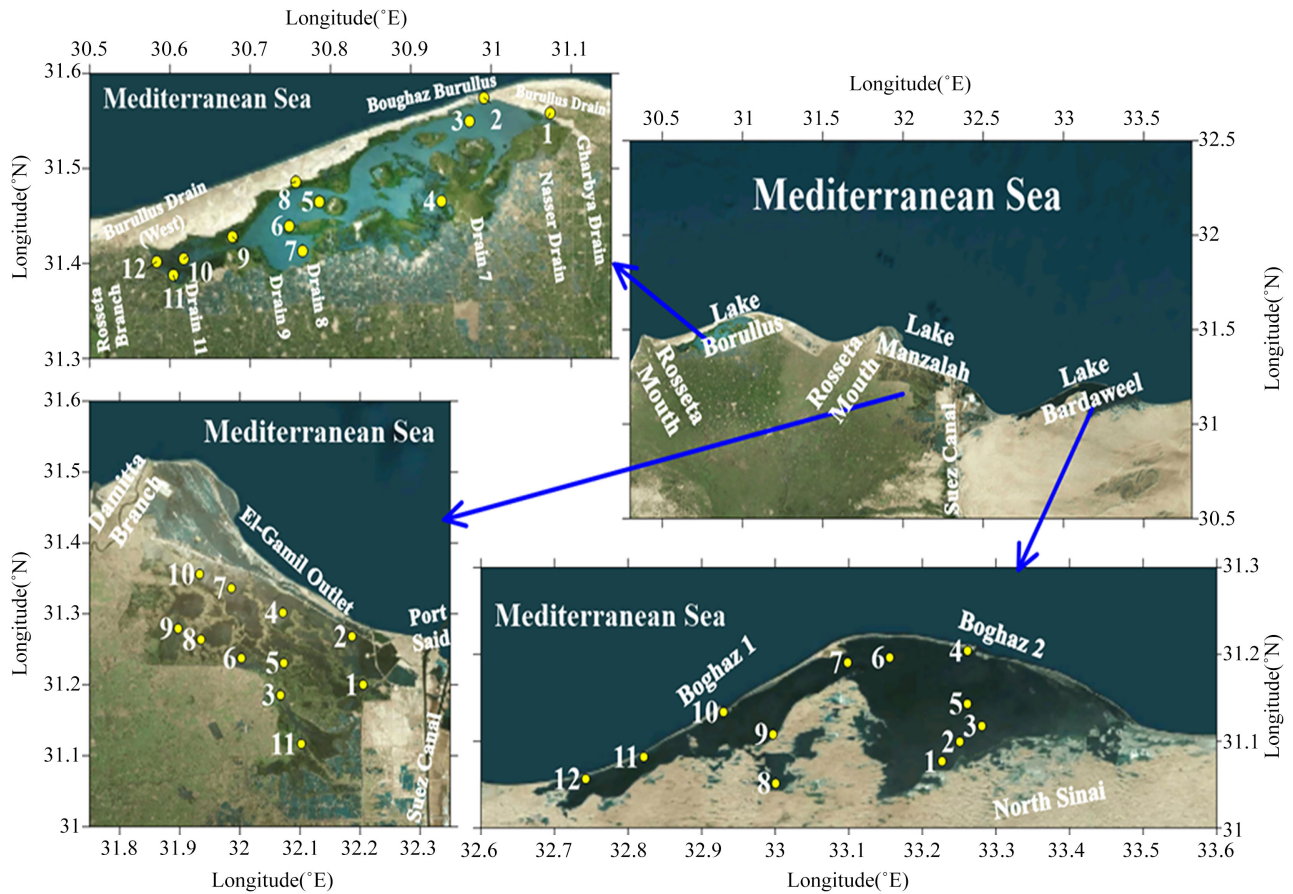 Longitude(˚E)
30.5 30.6 30.7 30.8 30.9 31 31.1
31.6
31.5
31.4
31.3
Longitude(˚N)
Mediterranean Sea
Boughaz Burullus
Burullus Drain
3
2
1
Gharbya Drain
Nasser Drain
8
5
4
Drain 7
Burullus Drain
(West)
6
7
9
12
10
11
Rosseta
Branch
Drain 11
Drain 9
Drain 8
Longitude(˚E)
30.5 31 31.5 32 32.5 33 33.5
32.5
32
31.5
31
30.5
Longitude(˚N)
Mediterranean Sea
Lake
Borullus
Rosseta
Mouth
Rosseta
Mouth
Lake
Manzalah
Suez Canal
Lake
Bardaweel
31.6
31.5
31.4
31.3
31.2
31.1
31
Longitude(˚N)
Mediterranean Sea
Damitta
Branch
El-Gamil Outlet
Port
Said
10
7
4
9
8
2
6
5
1
3
11
Suez Canal
31.8 31.9 32 32.1 32.2 32.3
Longitude(˚E)
31.3
31.2
31.1
31
Longitude(˚N)
Mediterranean Sea
Boghaz 1
Boghaz 2
7
6
4
10
5
9
3
2
11
1
12
8
North Sinai
32.6 32.7 32.8 32.9 33 33.1 33.2 33.3 33.4 33.5 33.6
Longitude(˚E)